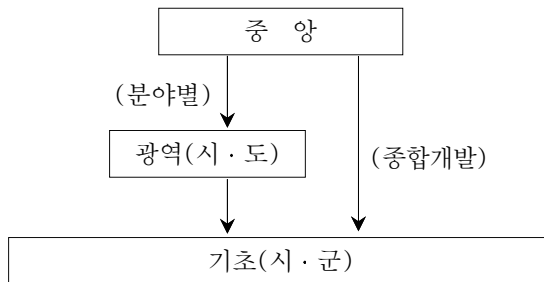 중 앙
(분야별)
광역(시 · 도)
(종합개발)
기초(시 · 군)